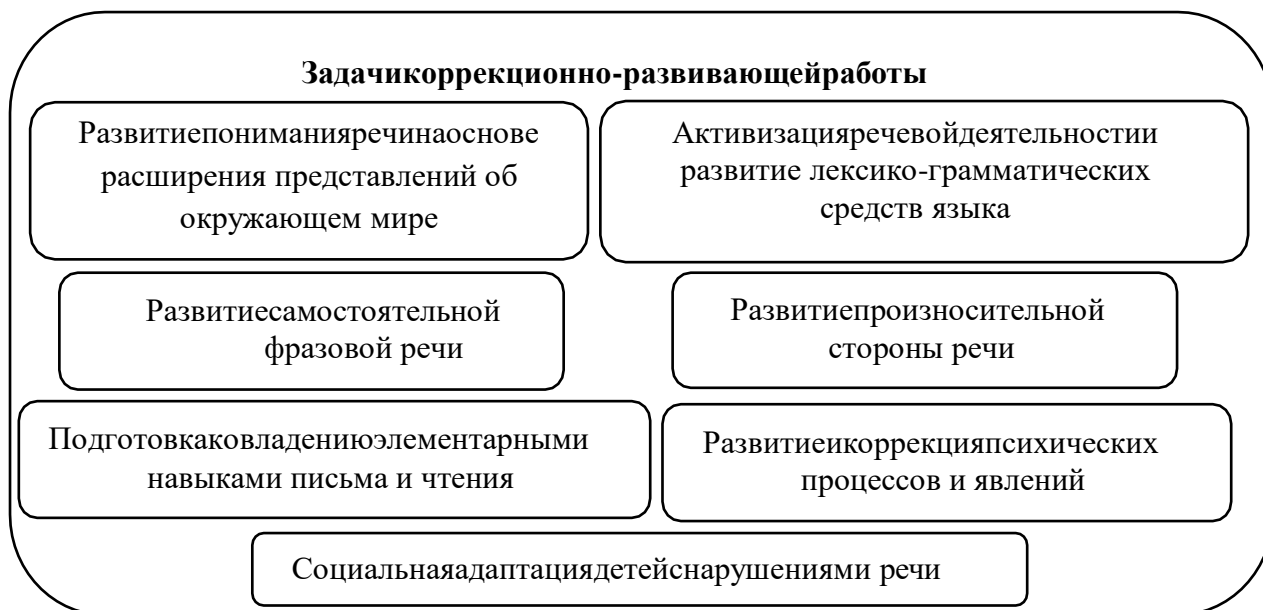 Задачикоррекционно-развивающейработы
Развитиепониманияречинаоснове
расширения представлений об
окружающем мире
Активизацияречевойдеятельностии
развитие лексико-грамматических
средств языка
Развитиесамостоятельной
фразовой речи
Развитиепроизносительной
стороны речи
Подготовкаковладениюэлементарными
навыками письма и чтения
Развитиеикоррекцияпсихических
процессов и явлений
Социальнаяадаптациядетейснарушениями речи